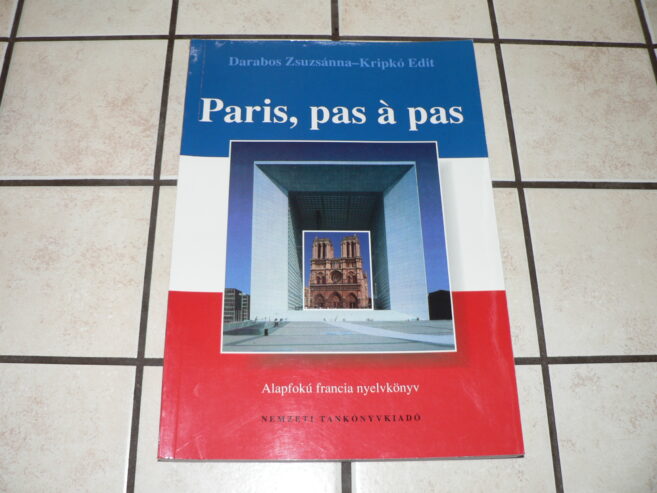 Darabos Zsuzsánna–Kripkó Edit
Paris, pas à pas
Alapfokú francia nyelvkönyv
NEMZETI TANKÖNYVKIADÓ